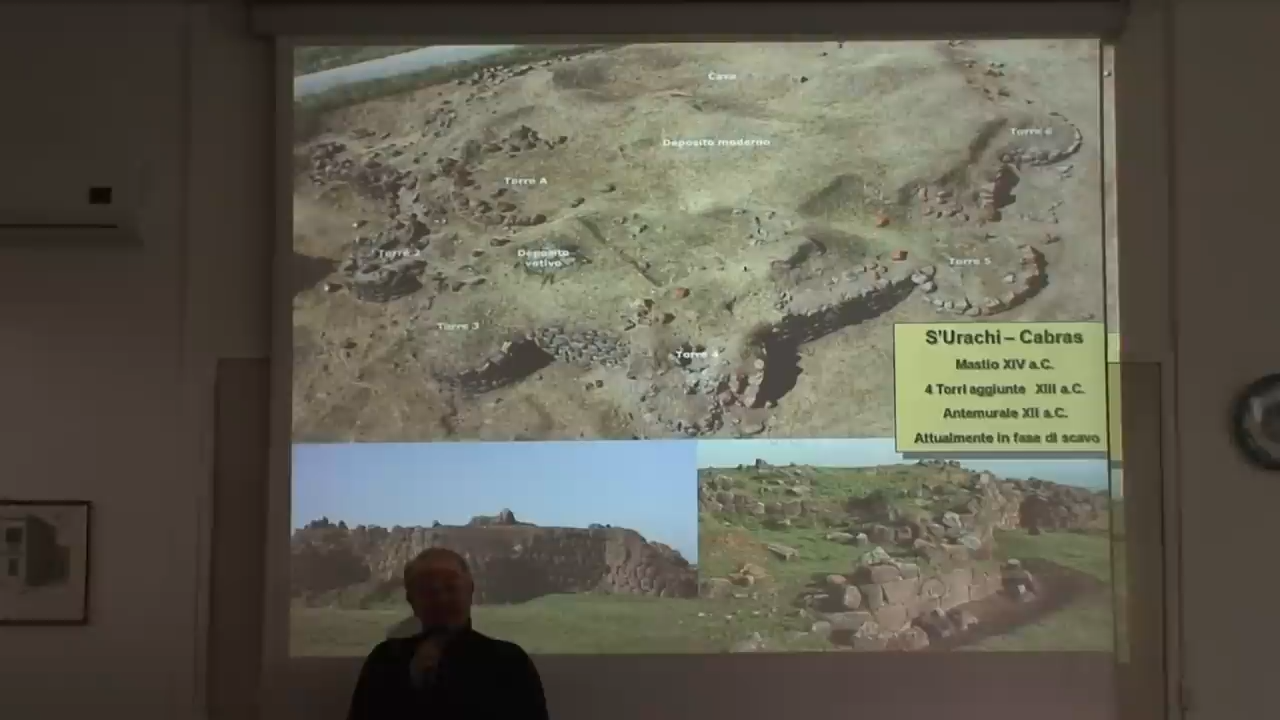 Cava
Torre 6
Deposito moderno
Torre A
Torre 2
Deposito
votivo
Torre 5
Torre 3
Torre 4
S'Urachi – Cabras
Mastio XIV a.C.
4 Torri aggiunte XIII a.C.
Antemurale XII a.C.
Attualmente in fase di scavo